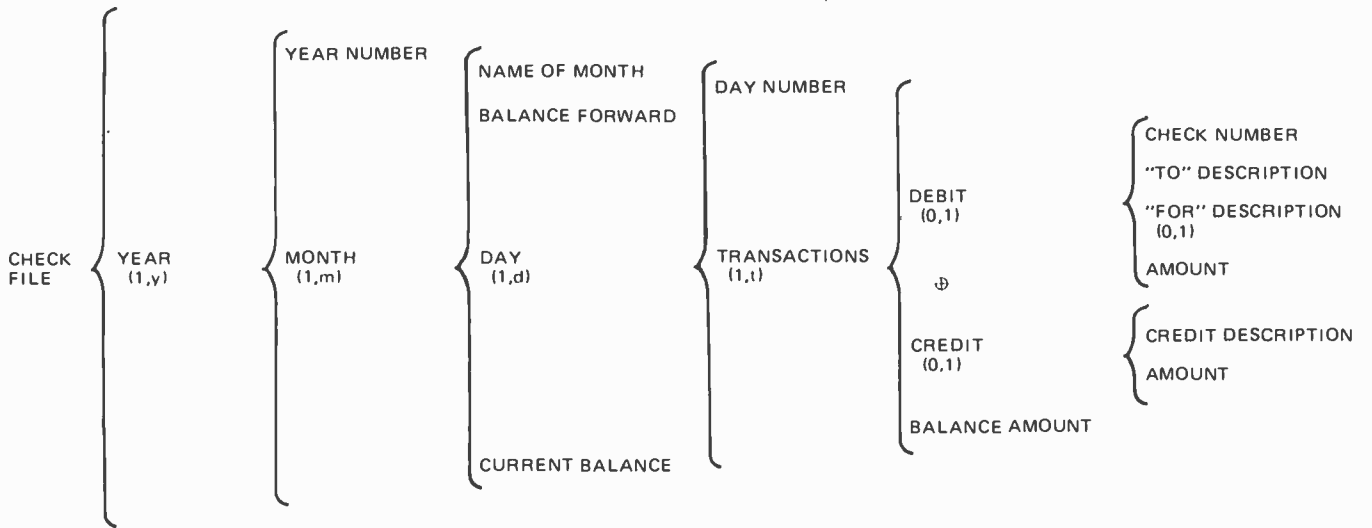 CHECK
FILE
YEAR
(1,y)
YEAR NUMBER
MONTH
(1,m)
NAME OF MONTH
BALANCE FORWARD
DAY
(1,d)
CURRENT BALANCE
DAY NUMBER
TRANSACTIONS
(1,t)
DEBIT
(0,1)
⊕
CREDIT
(0,1)
BALANCE AMOUNT
CHECK NUMBER
"TO" DESCRIPTION
"FOR" DESCRIPTION
(0,1)
AMOUNT
CREDIT DESCRIPTION
AMOUNT